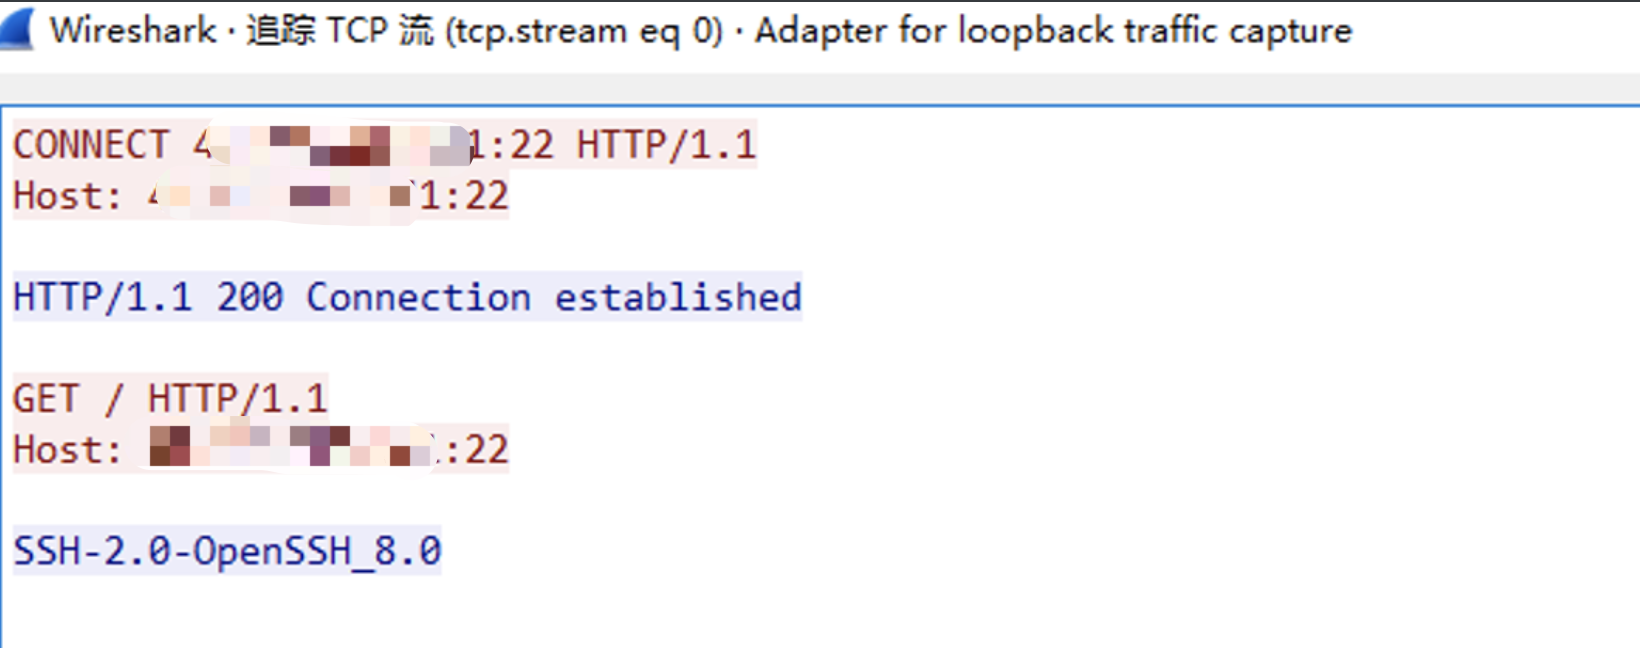 Wireshark · 追踪 TCP 流 (tcp.stream eq 0) · Adapter for loopback traffic capture
CONNECT 1:22 HTTP/1.1
Host: 1:22
HTTP/1.1 200 Connection established
GET / HTTP/1.1
Host: :22
SSH-2.0-OpenSSH_8.0